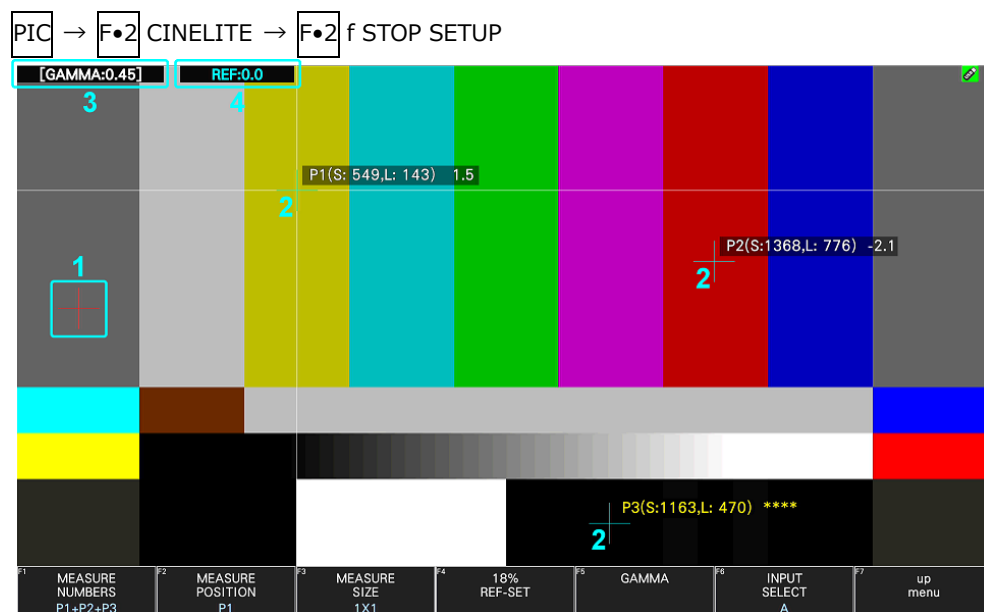 PIC → F•2 CINELITE → F•2 f STOP SETUP
[GAMMA:0.45] REF:0.0
3 4
P1(S: 549,L: 143) 1.5
2
P2(S:1368,L: 776) -2.1
1
2
P3(S:1163,L: 470) ****
2
F1 MEASURE NUMBERS P1+P2+P3
F2 MEASURE POSITION P1
F3 MEASURE SIZE 1X1
F4 18% REF-SET
F5 GAMMA
F6 INPUT SELECT A
F7 up menu